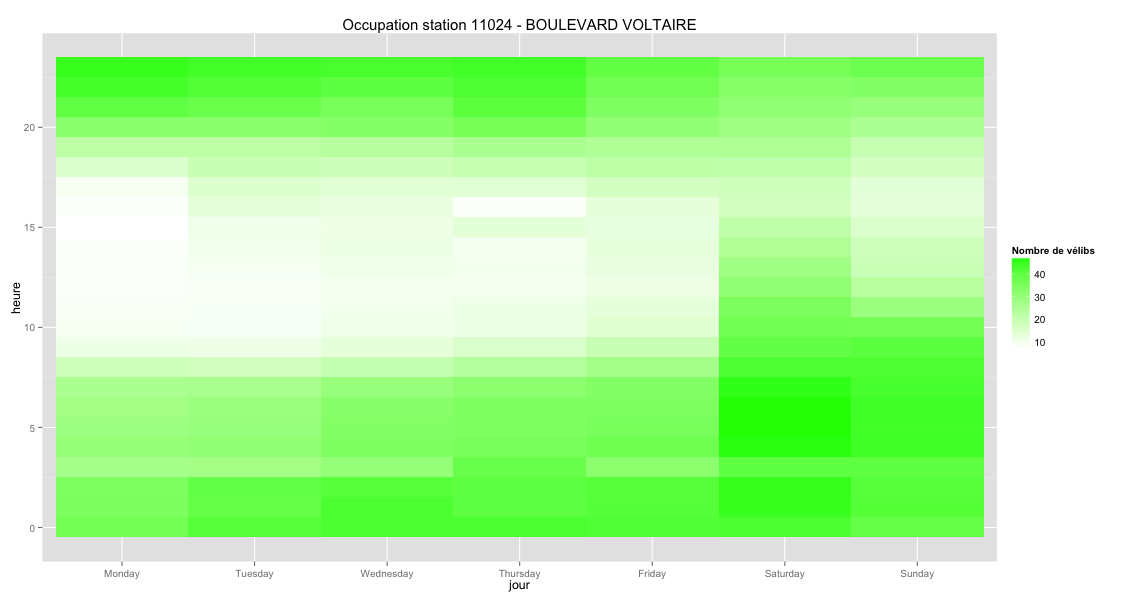 Occupation station 11024 - BOULEVARD VOLTAIRE
heure
20
15
10
5
0
Monday
Tuesday
Wednesday
Thursday
Friday
Saturday
Sunday
jour
Nombre de vélibs
40
30
20
10